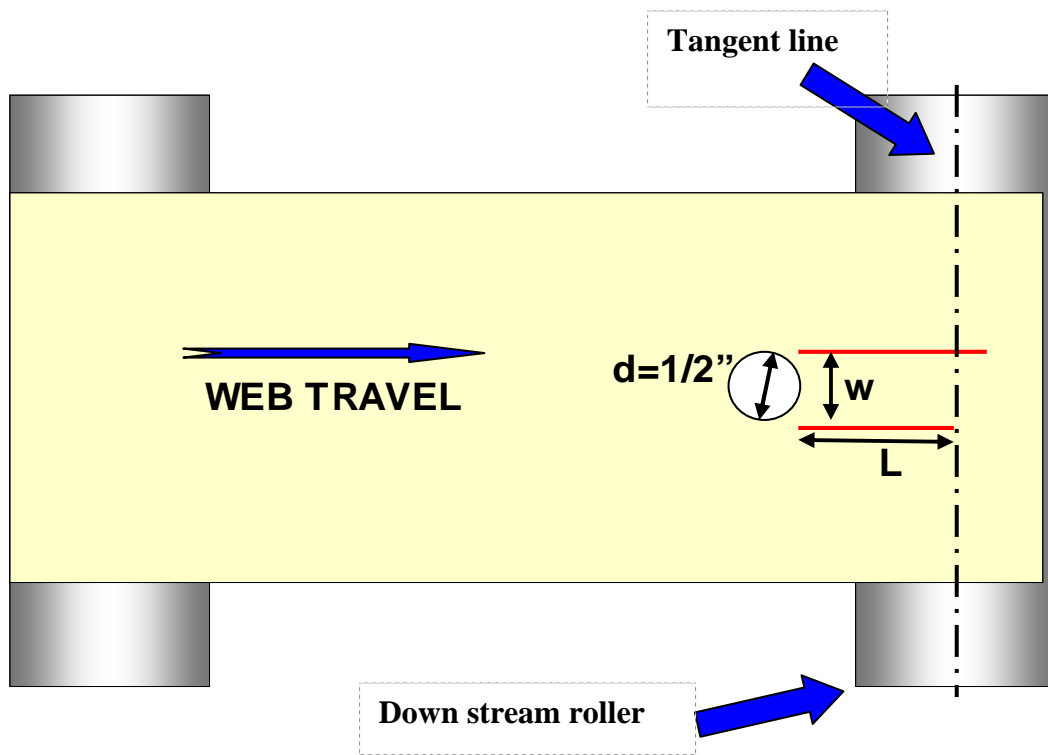 Tangent line
d=1/2”
w
WEB TRAVEL
L
Down stream roller